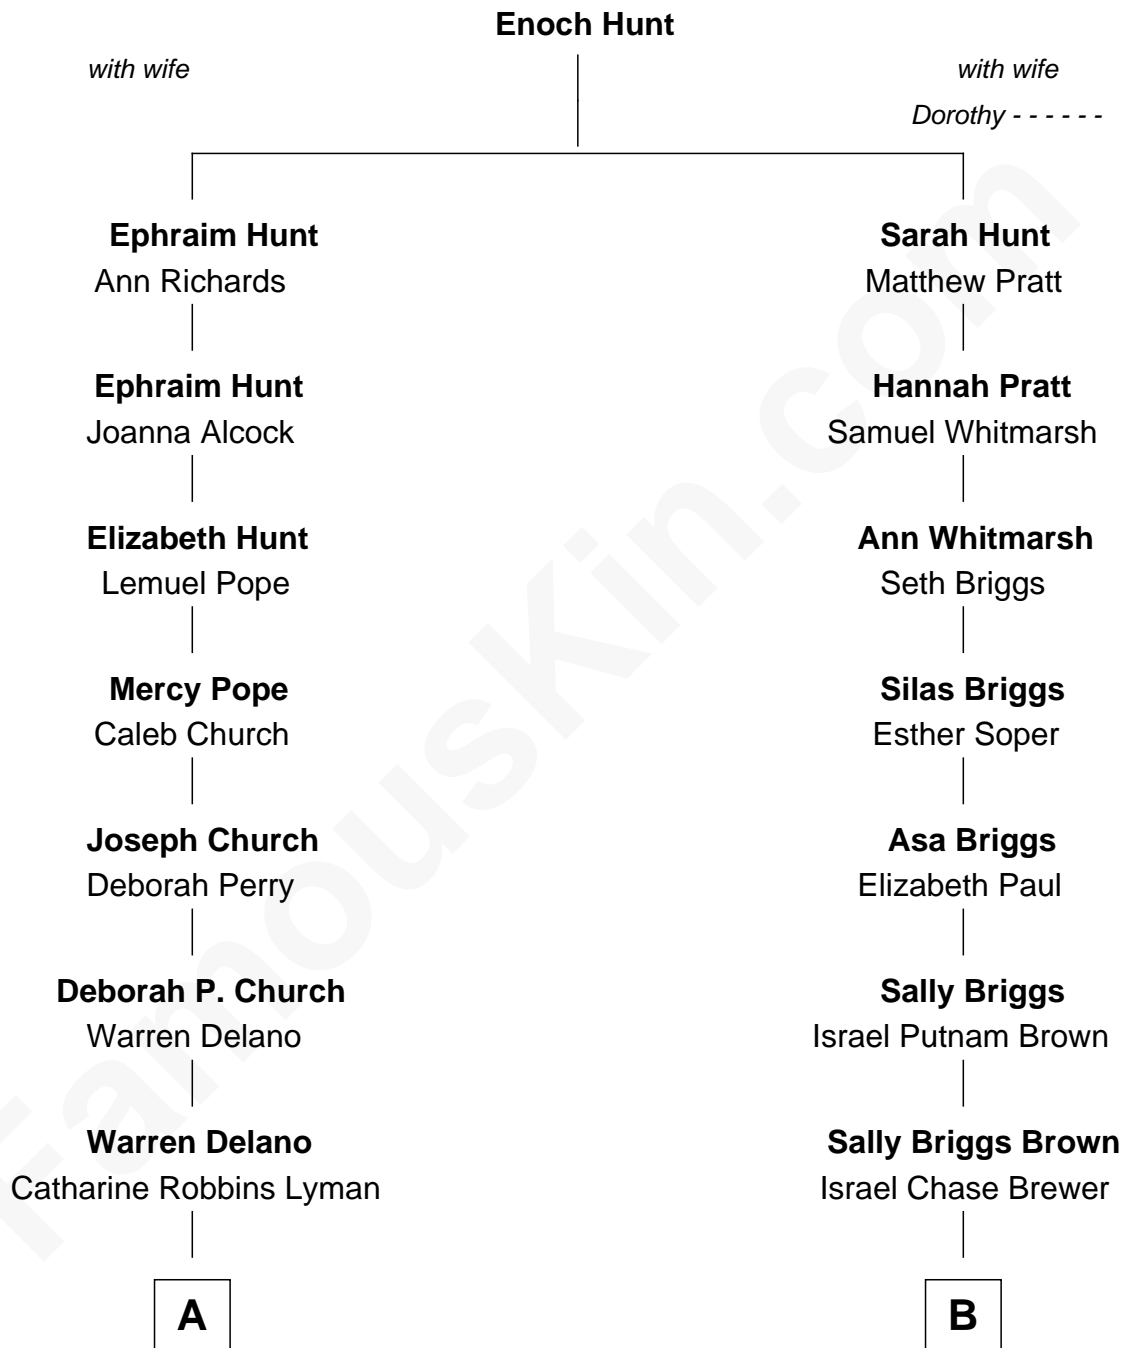 Enoch Hunt
with wife
with wife
Dorothy - - - - - -
Ephraim Hunt
Ann Richards
Sarah Hunt
Matthew Pratt
Ephraim Hunt
Joanna Alcock
Hannah Pratt
Samuel Whitmarsh
Elizabeth Hunt
Lemuel Pope
Ann Whitmarsh
Seth Briggs
Mercy Pope
Caleb Church
Silas Briggs
Esther Soper
Joseph Church
Deborah Perry
Asa Briggs
Elizabeth Paul
Deborah P. Church
Warren Delano
Sally Briggs
Israel Putnam Brown
Warren Delano
Catharine Robbins Lyman
Sally Briggs Brown
Israel Chase Brewer
A
B
FamousKin.com